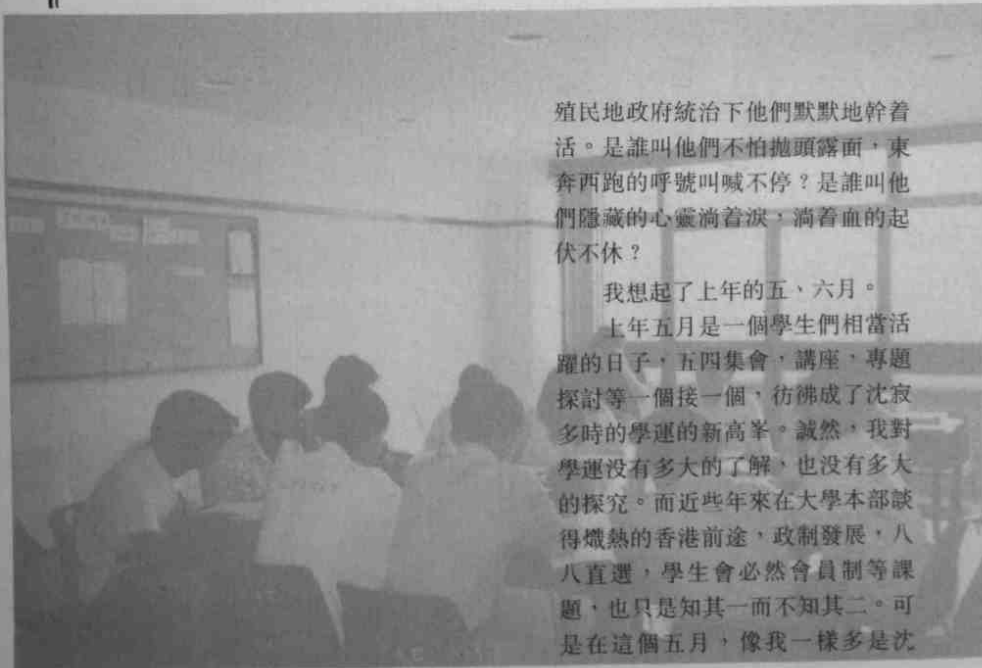 殖民地政府統治下他們默默地幹着
活。是誰叫他們不怕拋頭露面,東
奔西跑的呼號叫喊不停?是誰叫他
們隱藏的心靈淌着淚,淌着血的起
伏不休?
我想起了上年的五、六月。
上年五月是一個學生們相當活
躍的日子,五四集會,講座,專題
探討等一個接一個,彷彿成了沈寂
多時的學運的新高峯。誠然,我對
學運没有多大的了解,也没有多大
的探究。而近些年來在大學本部談
得熾熱的香港前途,政制發展,八
八直選,學生會必然會員制等課
題,也只是知其一而不知其二。可
是在這個五月,像我一樣多是沈